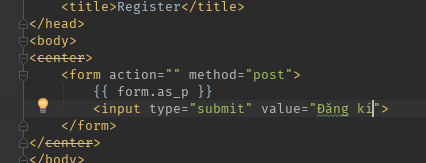 <title>Register</title>
</head>
<body>
<center>
<form action="" method="post">
{{ form.as_p }}
<input type="submit" value="Đăng kí">
</form>
</center>
</body>